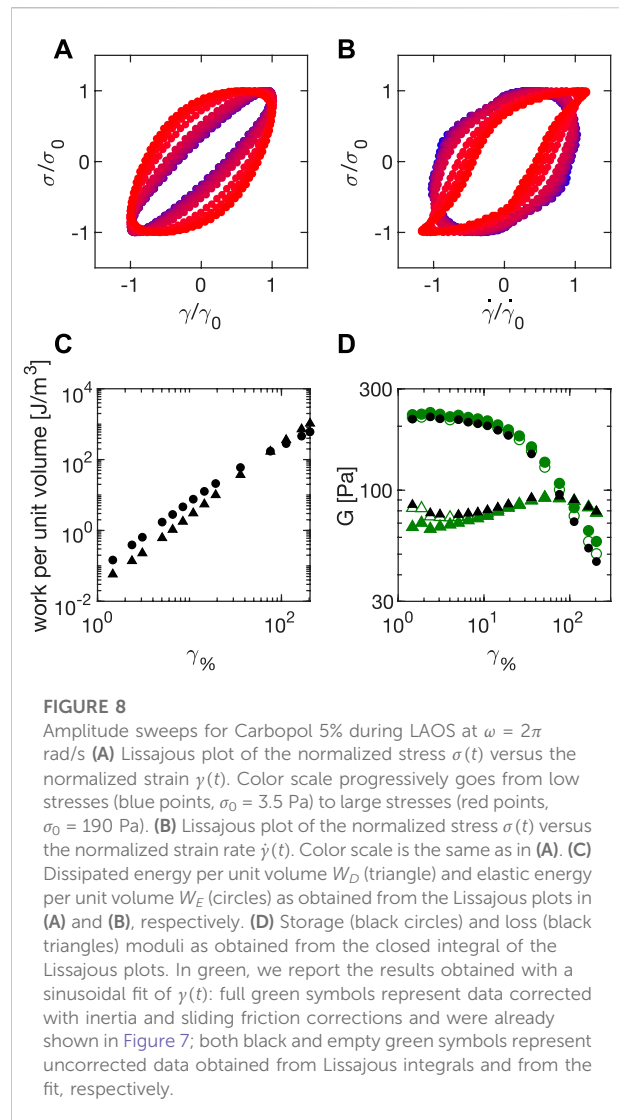 A
B
1
0
-1
σ/σ0
-1 0 1
γ/γ0
1
0
-1
σ/σ0
-1 0 1
γ̇/γ̇0
C
D
10^4
10^2
10^0
10^-2
work per unit volume [J/m^3]
10^0 10^2
γ%
300
100
30
G [Pa]
10^0 10^1 10^2
γ%
FIGURE 8
Amplitude sweeps for Carbopol 5% during LAOS at ω = 2π
rad/s (A) Lissajous plot of the normalized stress σ(t) versus the
normalized strain γ(t). Color scale progressively goes from low
stresses (blue points, σ0 = 3.5 Pa) to large stresses (red points,
σ0 = 190 Pa). (B) Lissajous plot of the normalized stress σ(t) versus
the normalized strain rate γ̇(t). Color scale is the same as in (A). (C)
Dissipated energy per unit volume WD (triangle) and elastic energy
per unit volume WE (circles) as obtained from the Lissajous plots in
(A) and (B), respectively. (D) Storage (black circles) and loss (black
triangles) moduli as obtained from the closed integral of the
Lissajous plots. In green, we report the results obtained with a
sinusoidal fit of γ(t): full green symbols represent data corrected
with inertia and sliding friction corrections and were already
shown in Figure 7; both black and empty green symbols represent
uncorrected data obtained from Lissajous integrals and from the
fit, respectively.